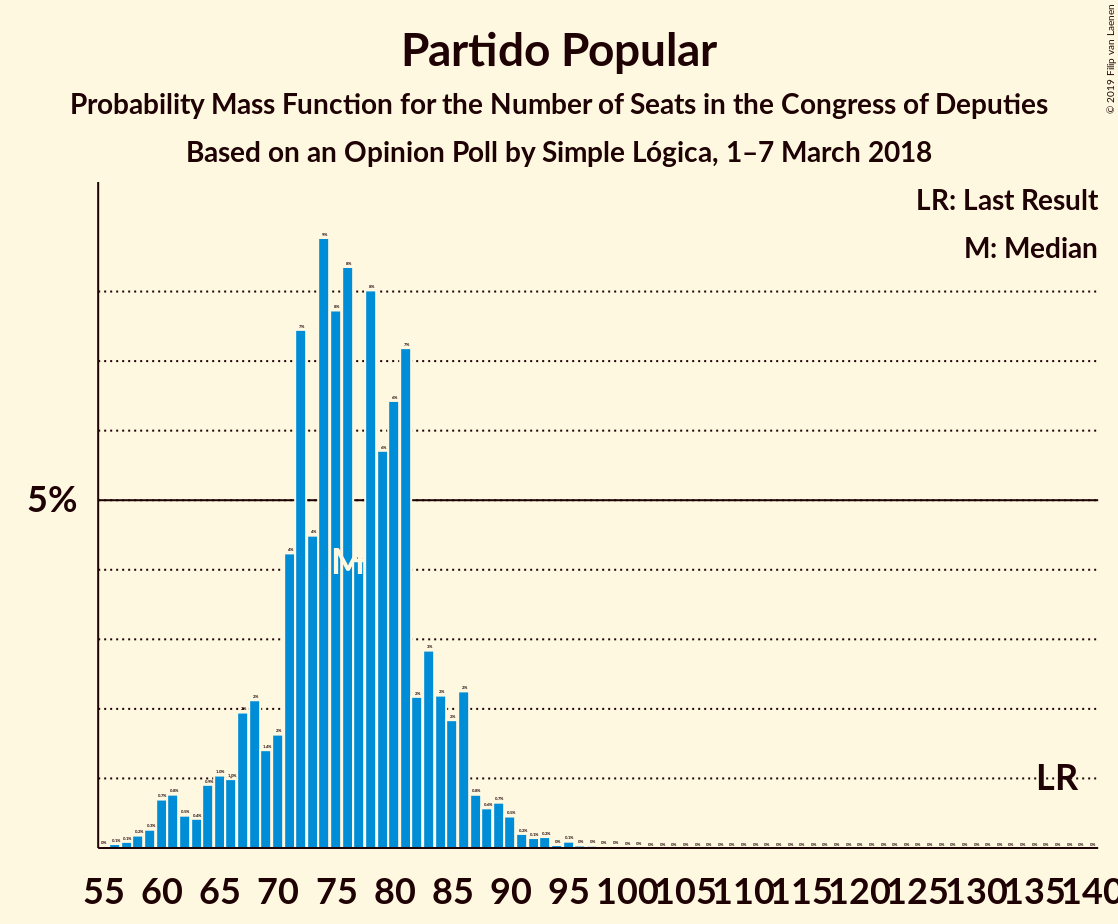 Partido Popular
Probability Mass Function for the Number of Seats in the Congress of Deputies
Based on an Opinion Poll by Simple Lógica, 1–7 March 2018
© 2019 Filip van Laenen
LR: Last Result
M: Median
5%
M
LR
55 60 65 70 75 80 85 90 95 100 105 110 115 120 125 130 135 140